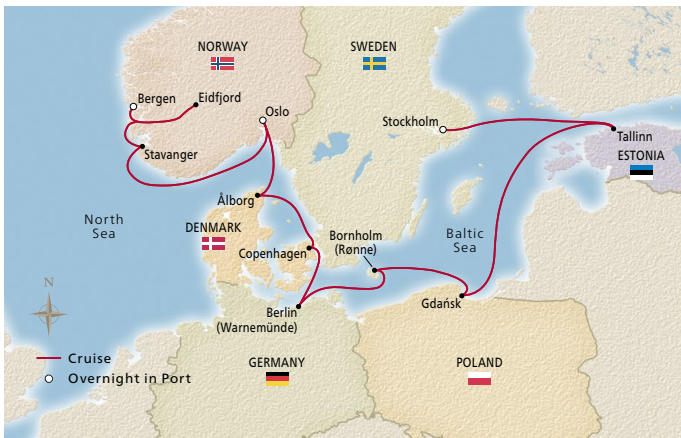 NORWAY
SWEDEN
Bergen
Eidfjord
Oslo
Stockholm
Stavanger
Tallinn
ESTONIA
Ålborg
North
Sea
DENMARK
Bornholm
(Rønne)
Baltic
Sea
Copenhagen
N
Gdańsk
Berlin
(Warnemünde)
Cruise
GERMANY
POLAND
Overnight in Port